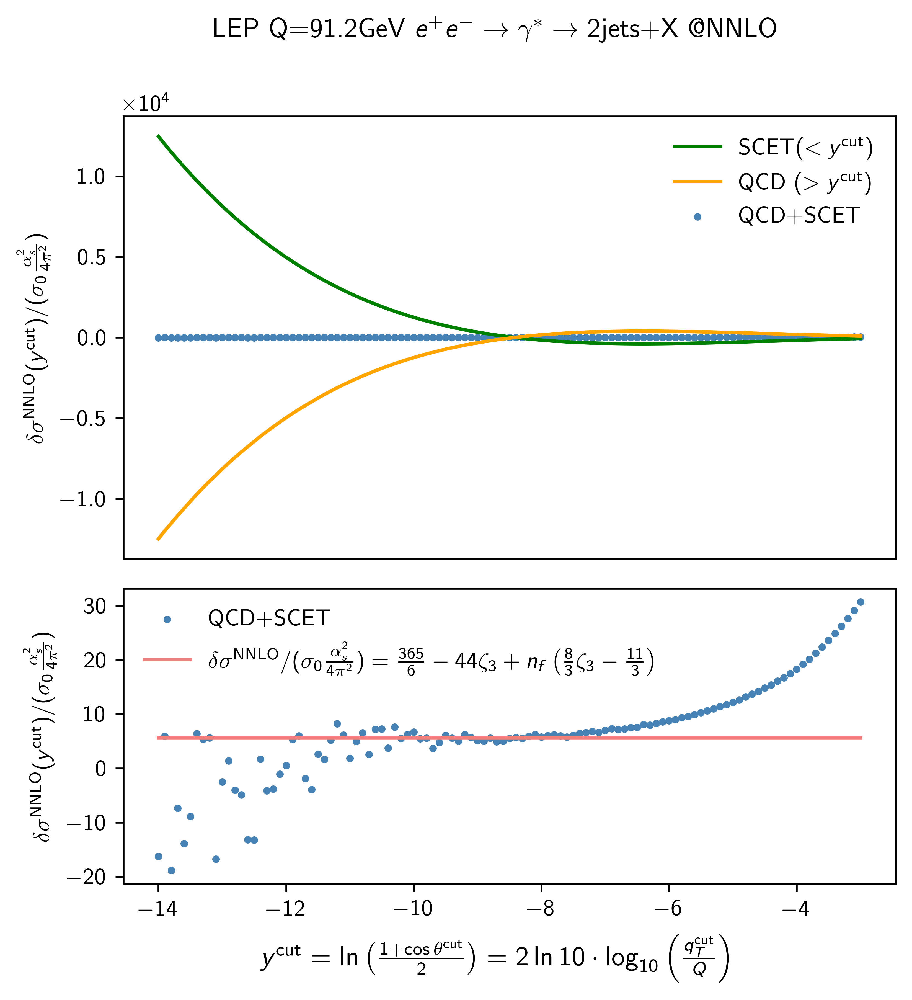 LEP Q=91.2GeV e⁺e⁻ → γ* → 2jets+X @NNLO
×10⁴
δσ^NNLO(y^cut)/(σ₀ α_s²/4π²)
1.0
0.5
0.0
−0.5
−1.0
SCET(< y^cut)
QCD (> y^cut)
QCD+SCET
δσ^NNLO(y^cut)/(σ₀ α_s²/4π²)
30
20
10
0
−10
−20
QCD+SCET
δσ^NNLO/(σ₀ α_s²/4π²) = 365/6 − 44ζ₃ + n_f (8/3 ζ₃ − 11/3)
−14 −12 −10 −8 −6 −4
y^cut = ln((1+cos θ^cut)/2) = 2 ln 10 · log₁₀(q_T^cut/Q)